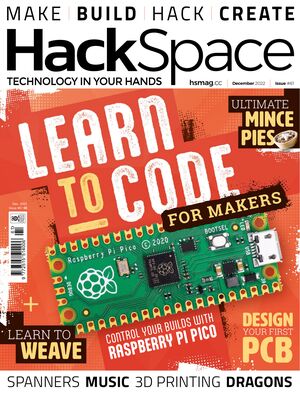 MAKE | BUILD | HACK | CREATE
HackSpace
TECHNOLOGY IN YOUR HANDS
hsmag.cc | December 2022 | Issue #61
ULTIMATE
MINCE
PIES
LEARN
TO CODE
FOR MAKERS
Raspberry Pi Pico © 2020
BOOTSEL
CONTROL YOUR BUILDS WITH
RASPBERRY PI PICO
LEARN TO
WEAVE
DESIGN
YOUR FIRST
PCB
SPANNERS MUSIC 3D PRINTING DRAGONS